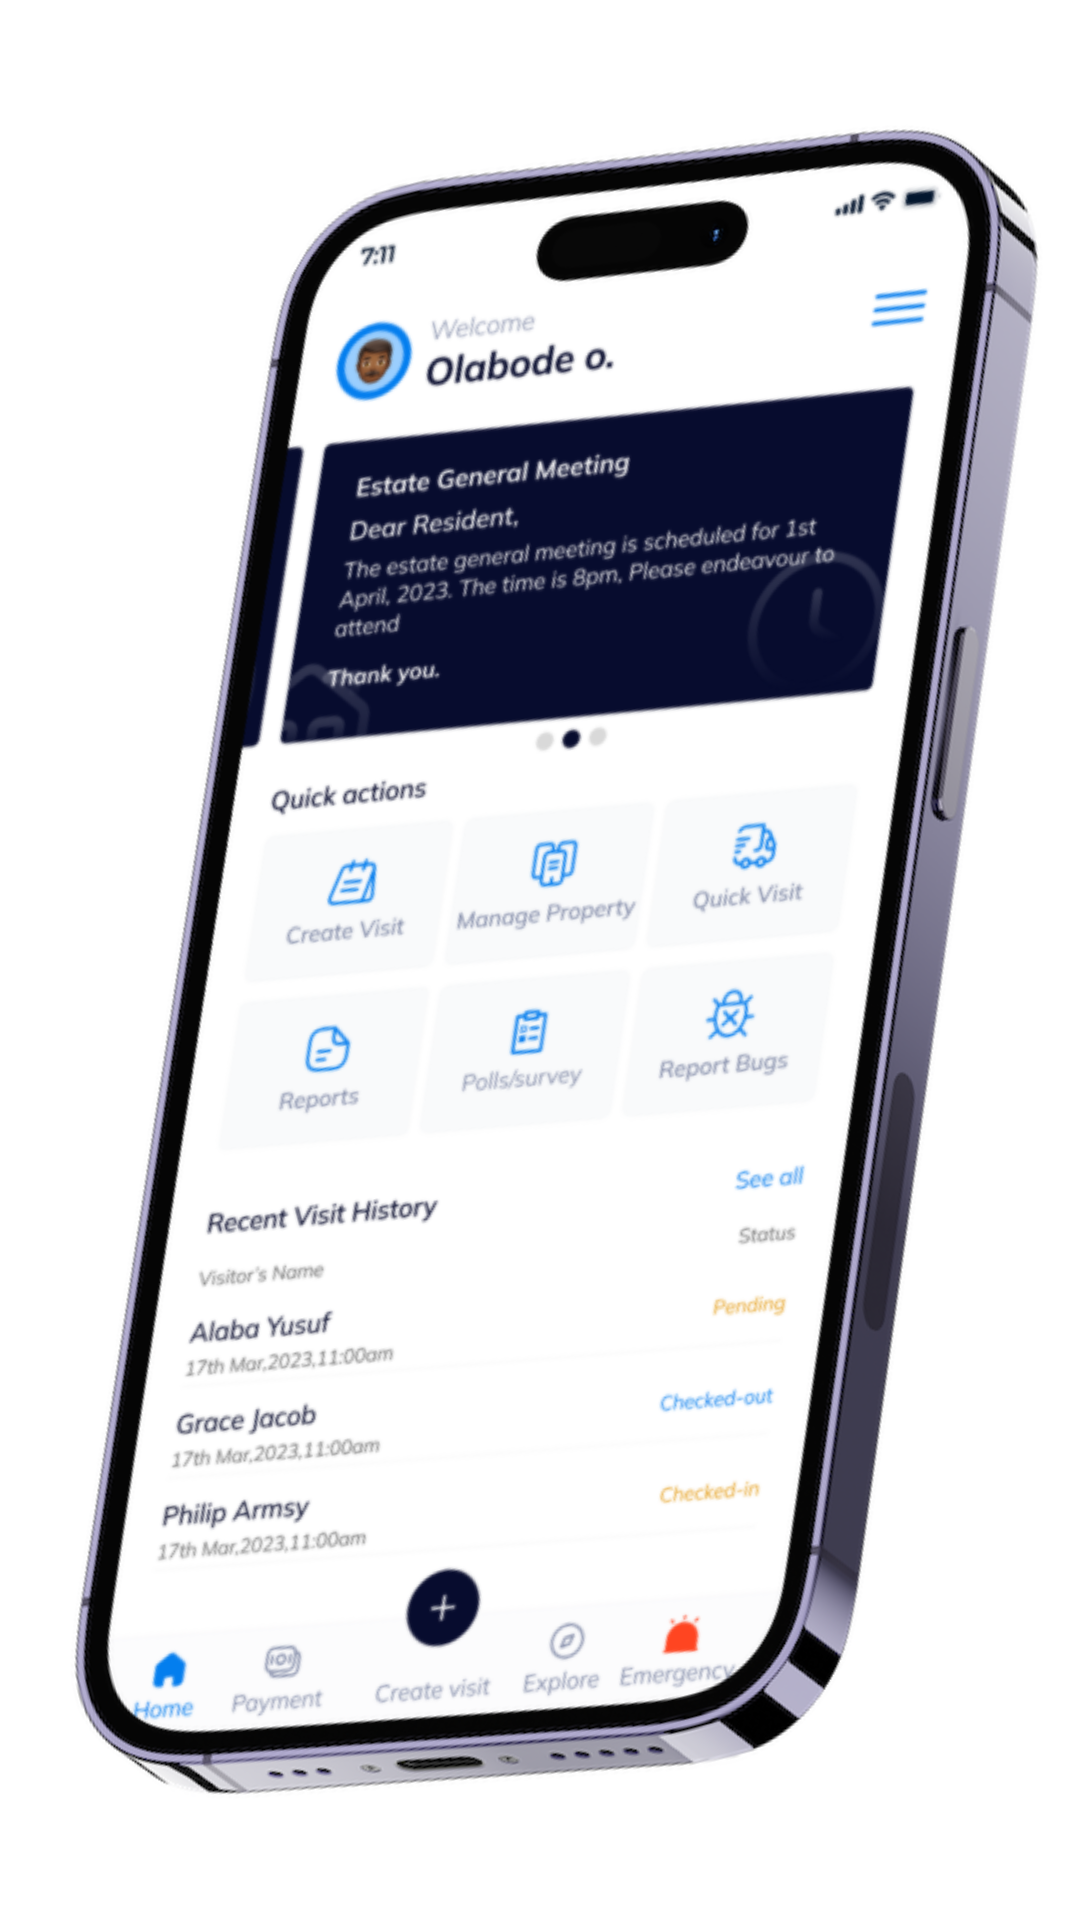 7:11
Welcome
Olabode o.
Estate General Meeting
Dear Resident,
The estate general meeting is scheduled for 1st
April, 2023. The time is 8pm, Please endeavour to
attend
Thank you.
Quick actions
Create Visit
Manage Property
Quick Visit
Reports
Polls/survey
Report Bugs
Recent Visit History
See all
Visitor's Name
Status
Alaba Yusuf
Pending
17th Mar,2023,11:00am
Grace Jacob
Checked-out
17th Mar,2023,11:00am
Philip Armsy
Checked-in
17th Mar,2023,11:00am
Home
Payment
Create visit
Explore
Emergency